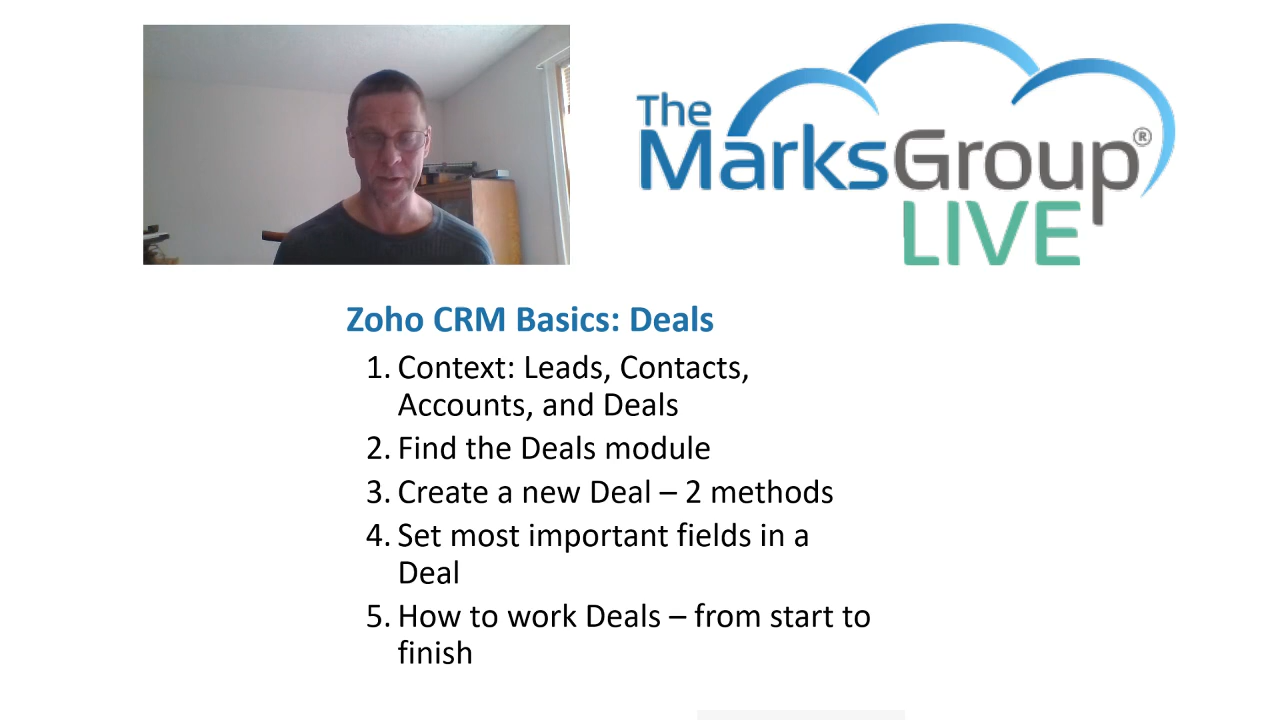 The
MarksGroup®
LIVE
Zoho CRM Basics: Deals
1. Context: Leads, Contacts,
Accounts, and Deals
2. Find the Deals module
3. Create a new Deal – 2 methods
4. Set most important fields in a
Deal
5. How to work Deals – from start to
finish